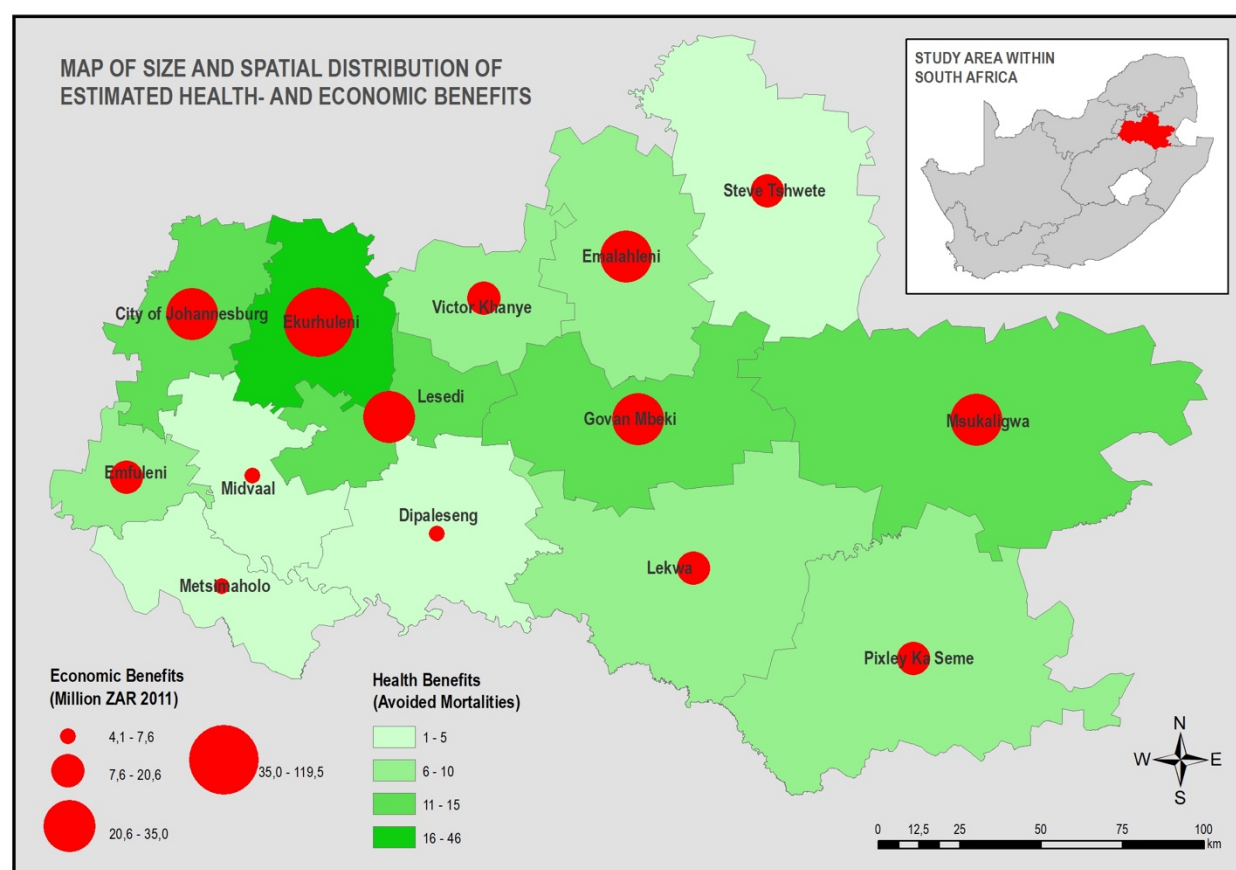 MAP OF SIZE AND SPATIAL DISTRIBUTION OF
ESTIMATED HEALTH- AND ECONOMIC BENEFITS
STUDY AREA WITHIN
SOUTH AFRICA
Steve Tshwete
Emalahleni
Victor Khanye
City of Johannesburg
Ekurhuleni
Lesedi
Govan Mbeki
Msukaligwa
Emfuleni
Midvaal
Dipaleseng
Lekwa
Metsimaholo
Pixley Ka Seme
Economic Benefits
(Million ZAR 2011)
4,1 - 7,6
7,6 - 20,6
20,6 - 35,0
35,0 - 119,5
Health Benefits
(Avoided Mortalities)
1 - 5
6 - 10
11 - 15
16 - 46
N
W E
S
0 12,5 25 50 75 100
km